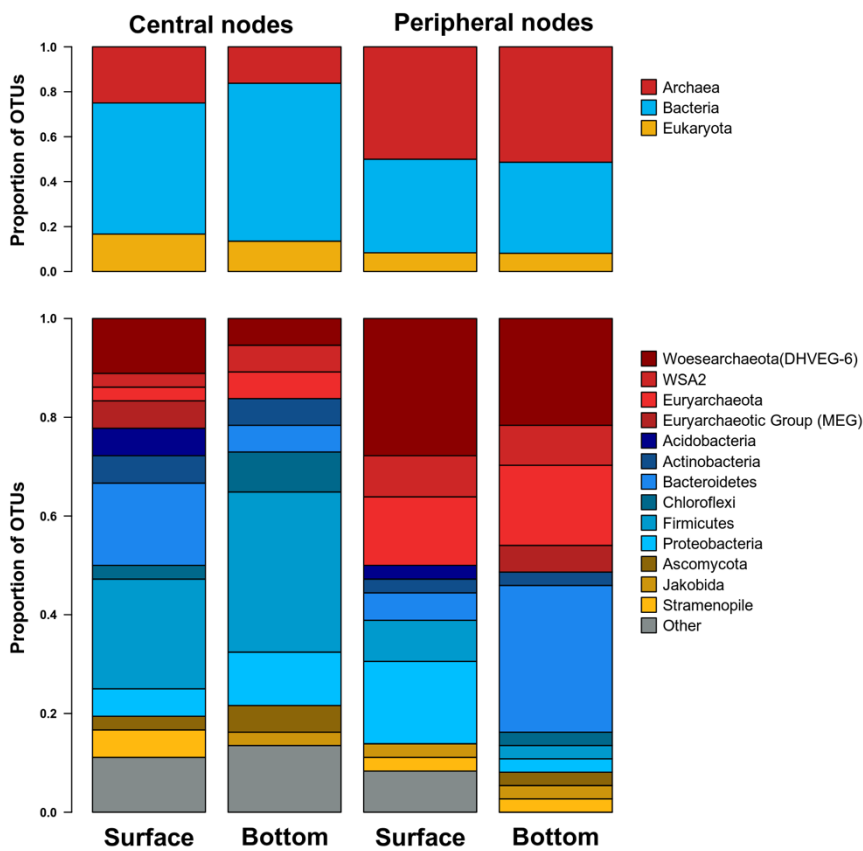 Central nodes
Peripheral nodes
Proportion of OTUs
1.0
0.8
0.6
0.4
0.2
0.0
Archaea
Bacteria
Eukaryota
Proportion of OTUs
1.0
0.8
0.6
0.4
0.2
0.0
Woesearchaeota(DHVEG-6)
WSA2
Euryarchaeota
Euryarchaeotic Group (MEG)
Acidobacteria
Actinobacteria
Bacteroidetes
Chloroflexi
Firmicutes
Proteobacteria
Ascomycota
Jakobida
Stramenopile
Other
Surface
Bottom
Surface
Bottom